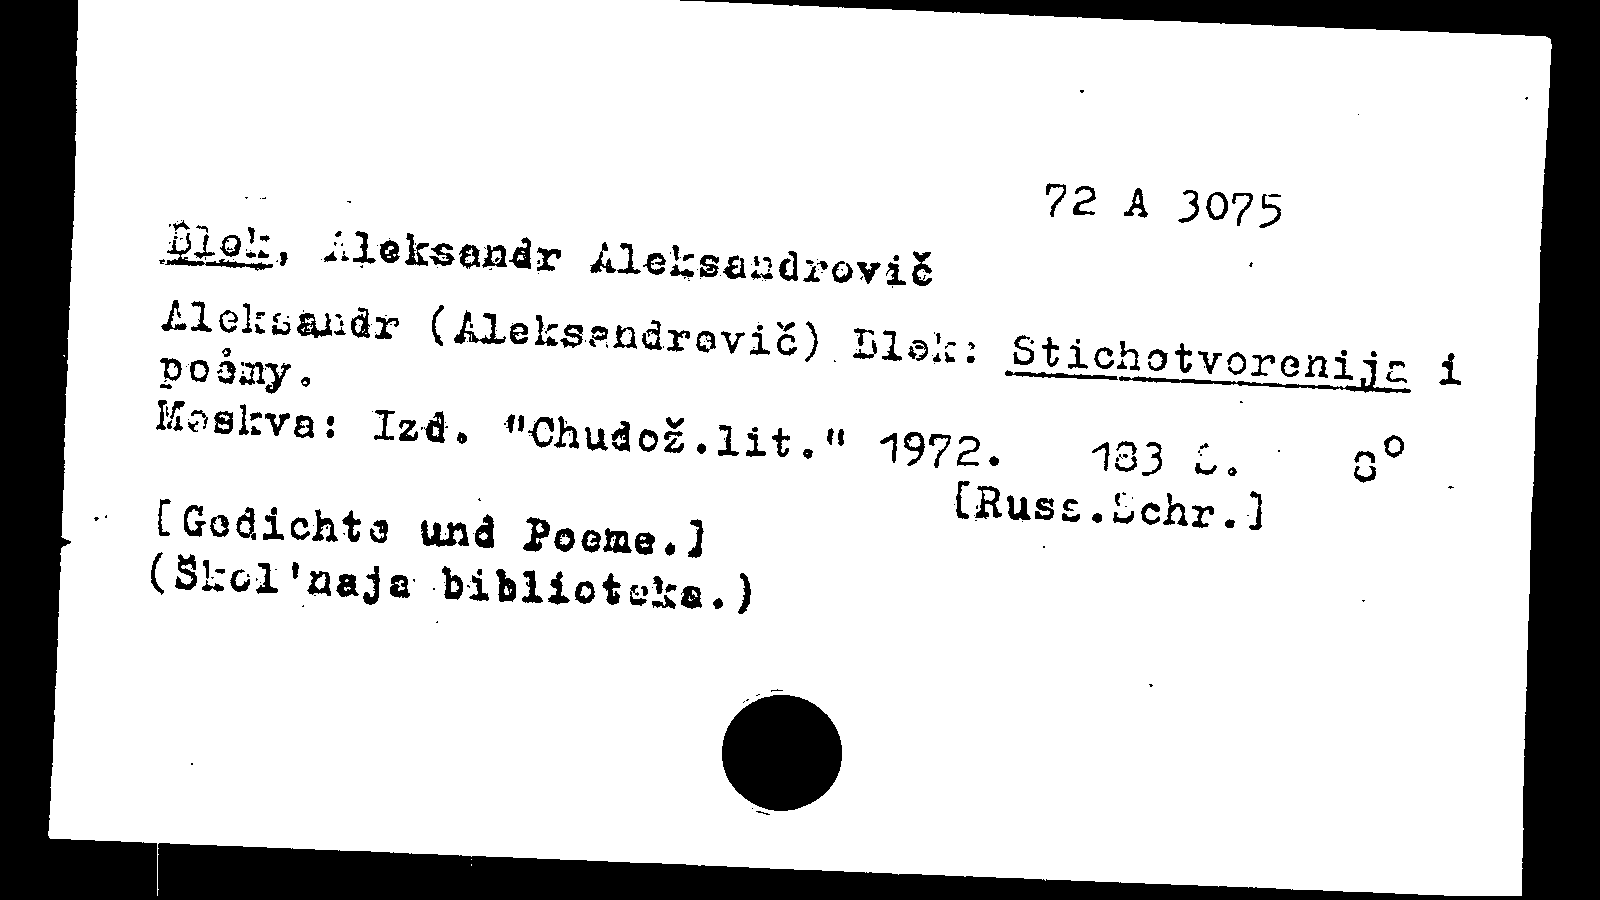 72 A 3075
Blok, Aleksandr Aleksandrovič
Aleksandr (Aleksandrovič) Blok: Stichotvorenija i
poėmy.
Moskva: Izd. "Chudož.lit." 1972. 183 S. 8°
[Russ.Schr.]
[Gedichte und Poeme.]
(Škol'naja biblioteka.)